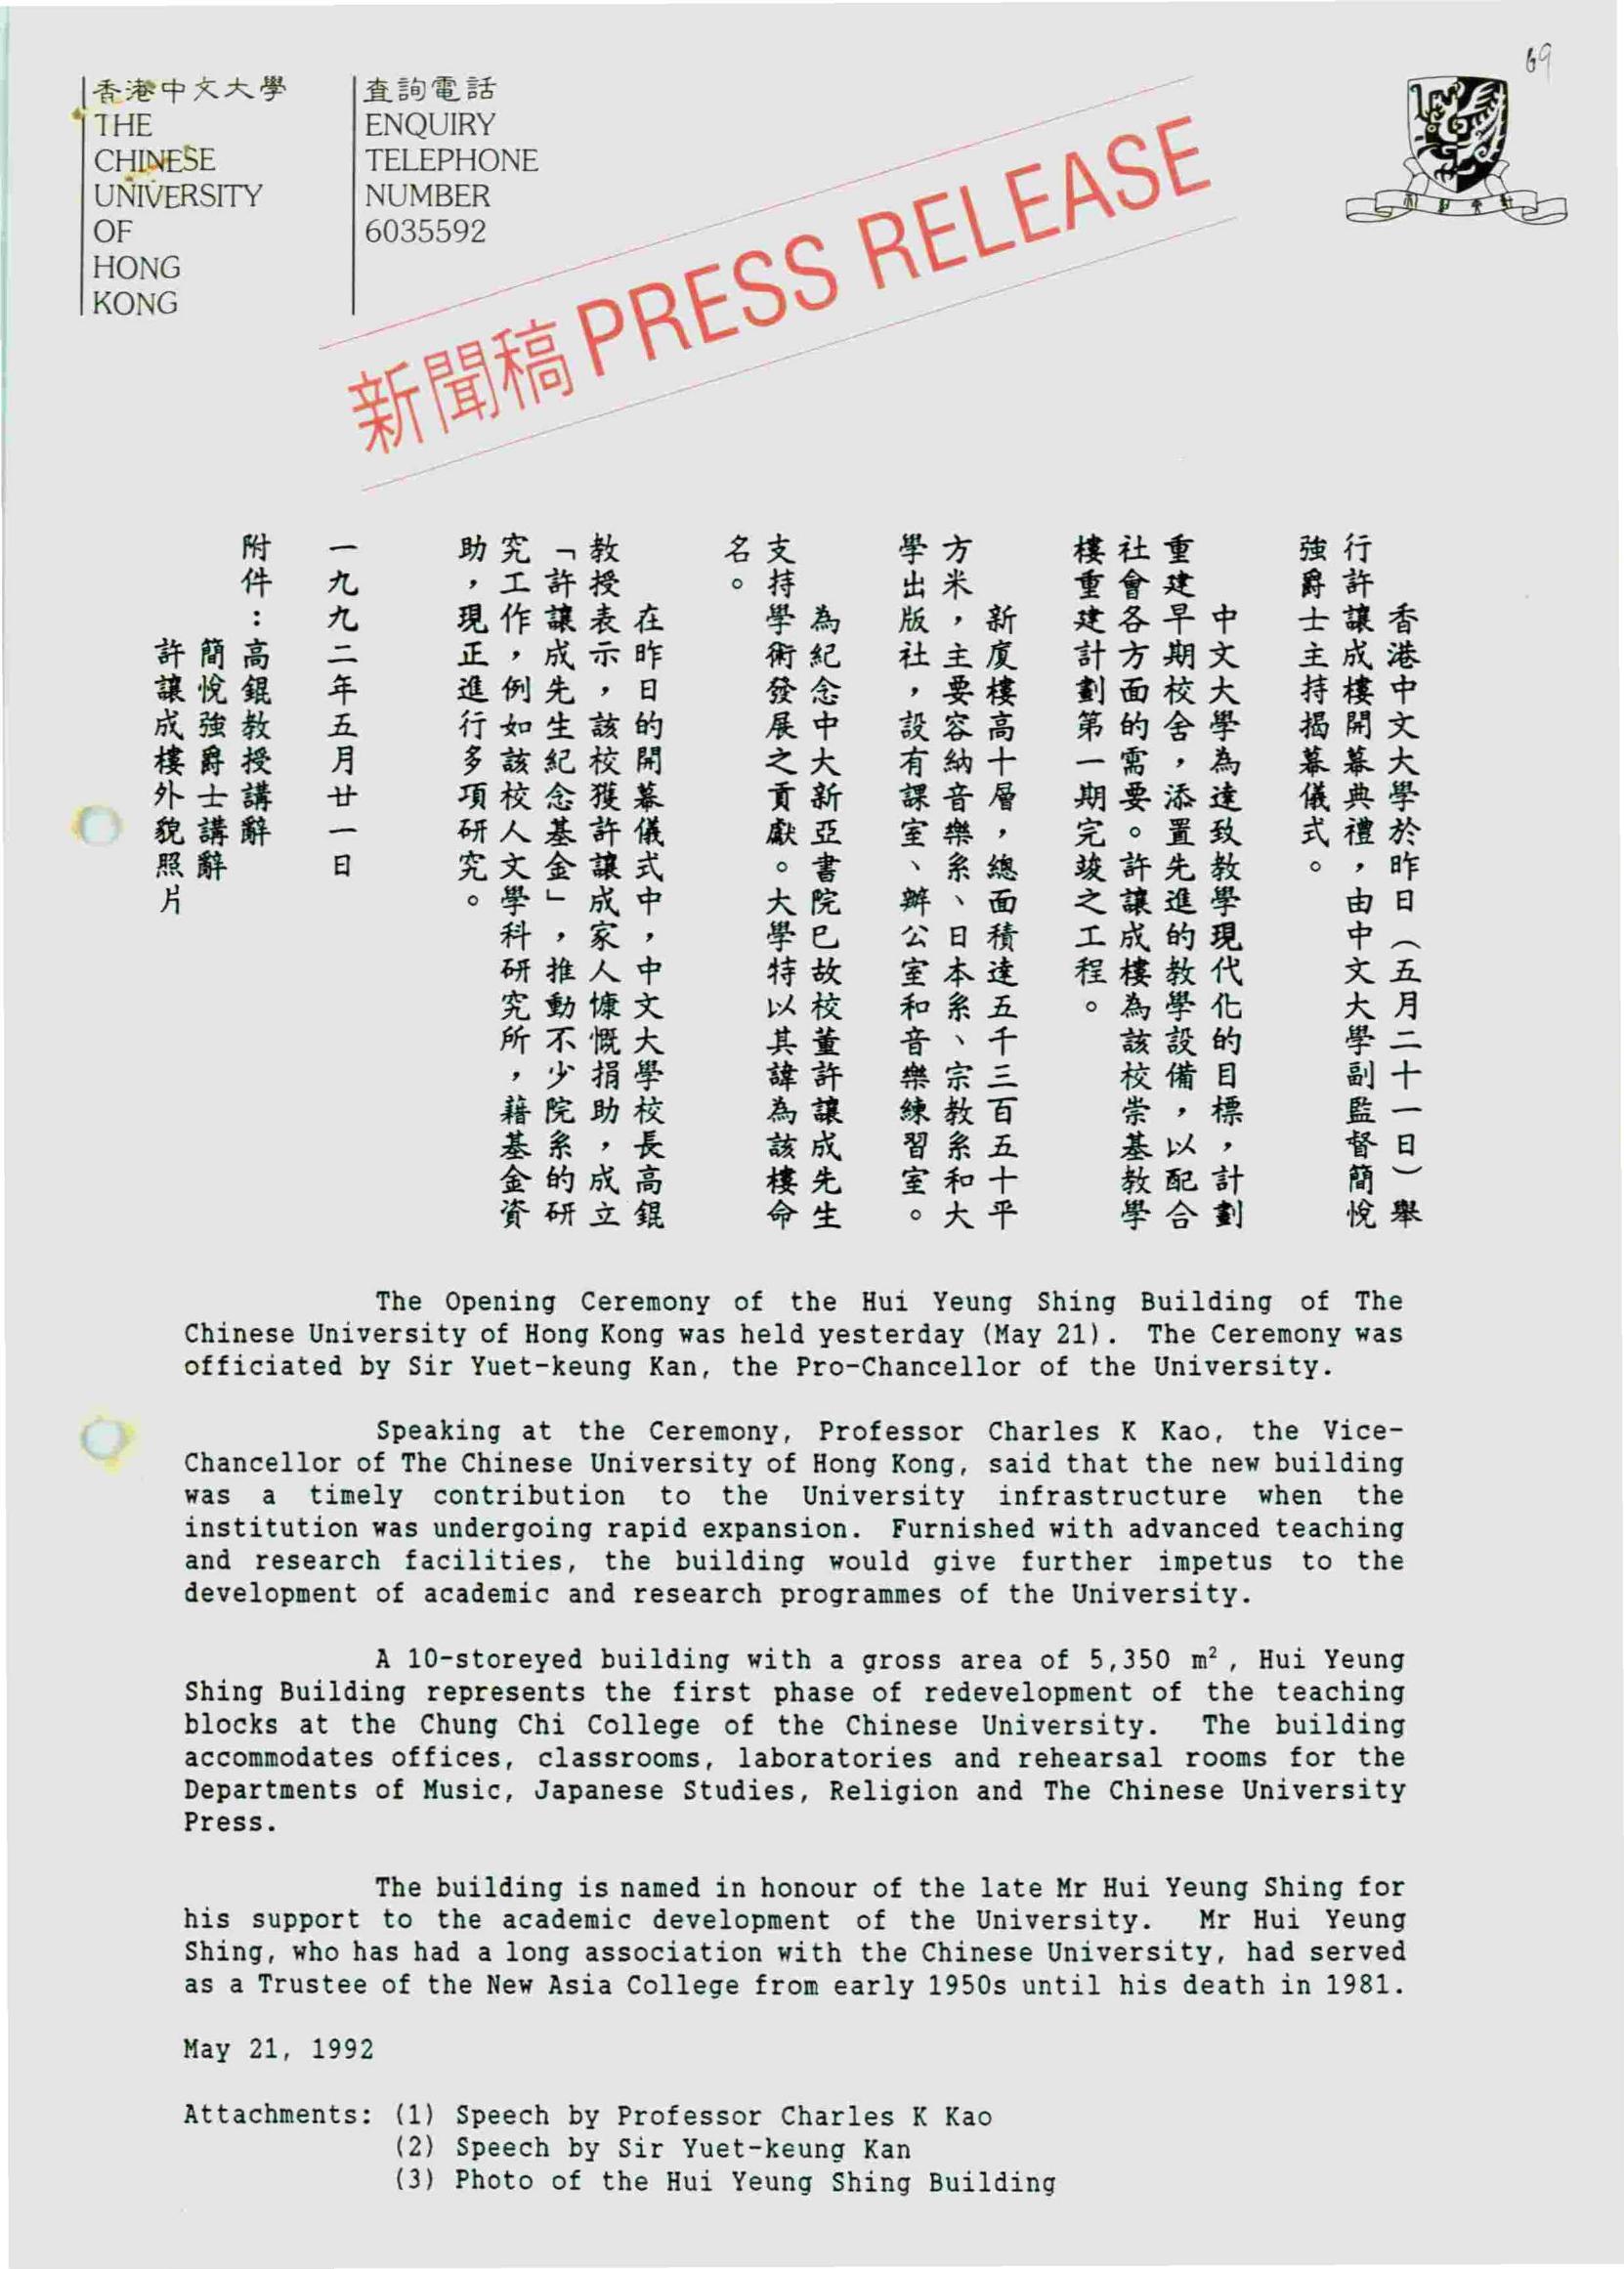 69
香港中文大學
THE
CHINESE
UNIVERSITY
OF
HONG
KONG
查詢電話
ENQUIRY
TELEPHONE
NUMBER
6035592
新聞稿 PRESS RELEASE
香港中文大學於昨日（五月二十一日）舉
行許讓成樓開幕典禮，由中文大學副監督簡悅
強爵士主持揭幕儀式。
中文大學為達致教學現代化的目標，計劃
重建早期校舍，添置先進的教學設備，以配合
社會各方面的需要。許讓成樓為該校崇基教學
樓重建計劃第一期完竣之工程。
新廈樓高十層，總面積達五千三百五十平
方米，主要容納音樂系、日本系、宗教系和大
學出版社，設有課室、辦公室和音樂練習室。
為紀念中大新亞書院已故校董許讓成先生
支持學術發展之貢獻。大學特以其諱為該樓命
名。
在昨日的開幕儀式中，中文大學校長高錕
教授表示，該校獲許讓成家人慷慨捐助，成立
「許讓成先生紀念基金」，推動不少院系的研
究工作，例如該校人文學科研究所，藉基金資
助，現正進行多項研究。
一九九二年五月廿一日
附件：高錕教授講辭
簡悅強爵士講辭
許讓成樓外貌照片
The Opening Ceremony of the Hui Yeung Shing Building of The
Chinese University of Hong Kong was held yesterday (May 21). The Ceremony was
officiated by Sir Yuet-keung Kan, the Pro-Chancellor of the University.
Speaking at the Ceremony, Professor Charles K Kao, the Vice-
Chancellor of The Chinese University of Hong Kong, said that the new building
was a timely contribution to the University infrastructure when the
institution was undergoing rapid expansion. Furnished with advanced teaching
and research facilities, the building would give further impetus to the
development of academic and research programmes of the University.
A 10-storeyed building with a gross area of 5,350 m², Hui Yeung
Shing Building represents the first phase of redevelopment of the teaching
blocks at the Chung Chi College of the Chinese University. The building
accommodates offices, classrooms, laboratories and rehearsal rooms for the
Departments of Music, Japanese Studies, Religion and The Chinese University
Press.
The building is named in honour of the late Mr Hui Yeung Shing for
his support to the academic development of the University. Mr Hui Yeung
Shing, who has had a long association with the Chinese University, had served
as a Trustee of the New Asia College from early 1950s until his death in 1981.
May 21, 1992
Attachments: (1) Speech by Professor Charles K Kao
(2) Speech by Sir Yuet-keung Kan
(3) Photo of the Hui Yeung Shing Building